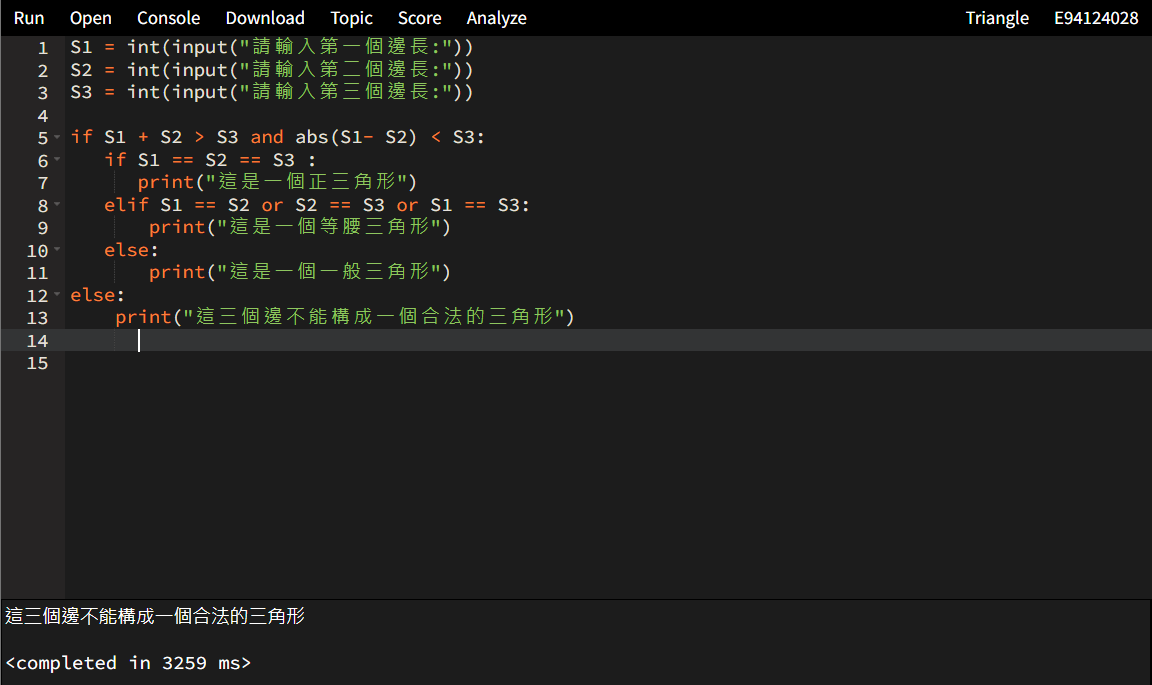 Run Open Console Download Topic Score Analyze Triangle E94124028
1 S1 = int(input("請輸入第一個邊長:"))
2 S2 = int(input("請輸入第二個邊長:"))
3 S3 = int(input("請輸入第三個邊長:"))
4
5 if S1 + S2 > S3 and abs(S1- S2) < S3:
6    if S1 == S2 == S3 :
7       print("這是一個正三角形")
8    elif S1 == S2 or S2 == S3 or S1 == S3:
9        print("這是一個等腰三角形")
10    else:
11        print("這是一個一般三角形")
12 else:
13     print("這三個邊不能構成一個合法的三角形")
14
15
這三個邊不能構成一個合法的三角形
<completed in 3259 ms>